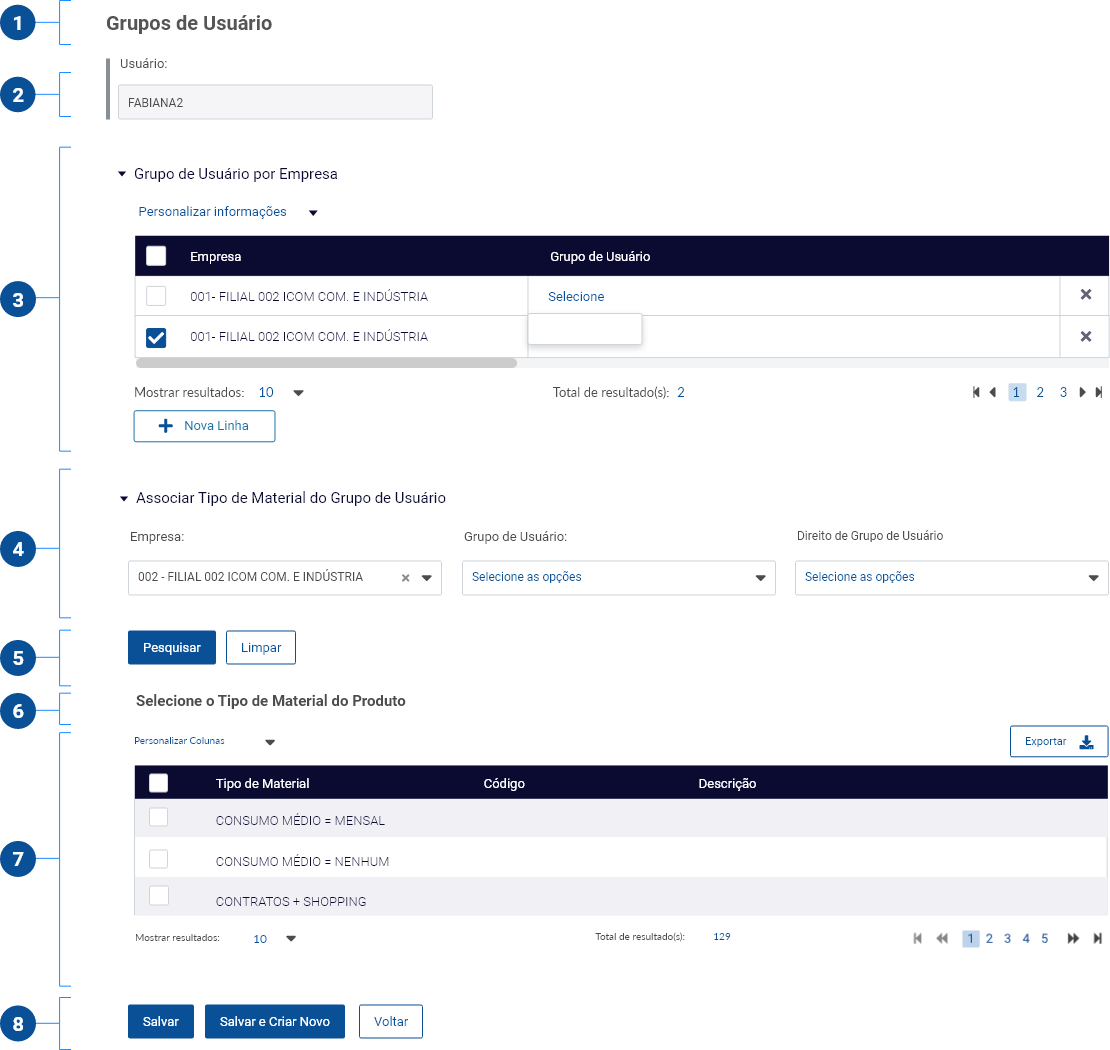 1
Grupos de Usuário
Usuário:
2
FABIANA2
Grupo de Usuário por Empresa
Personalizar informações
Empresa Grupo de Usuário
3
001- FILIAL 002 ICOM COM. E INDÚSTRIA Selecione
001- FILIAL 002 ICOM COM. E INDÚSTRIA
Mostrar resultados: 10 Total de resultado(s): 2 1 2 3
Nova Linha
Associar Tipo de Material do Grupo de Usuário
Empresa: Grupo de Usuário: Direito de Grupo de Usuário
4
002 - FILIAL 002 ICOM COM. E INDÚSTRIA Selecione as opções Selecione as opções
5
Pesquisar Limpar
6
Selecione o Tipo de Material do Produto
Personalizar Colunas Exportar
Tipo de Material Código Descrição
CONSUMO MÉDIO = MENSAL
7
CONSUMO MÉDIO = NENHUM
CONTRATOS + SHOPPING
Mostrar resultados: 10 Total de resultado(s): 129 1 2 3 4 5
8
Salvar Salvar e Criar Novo Voltar